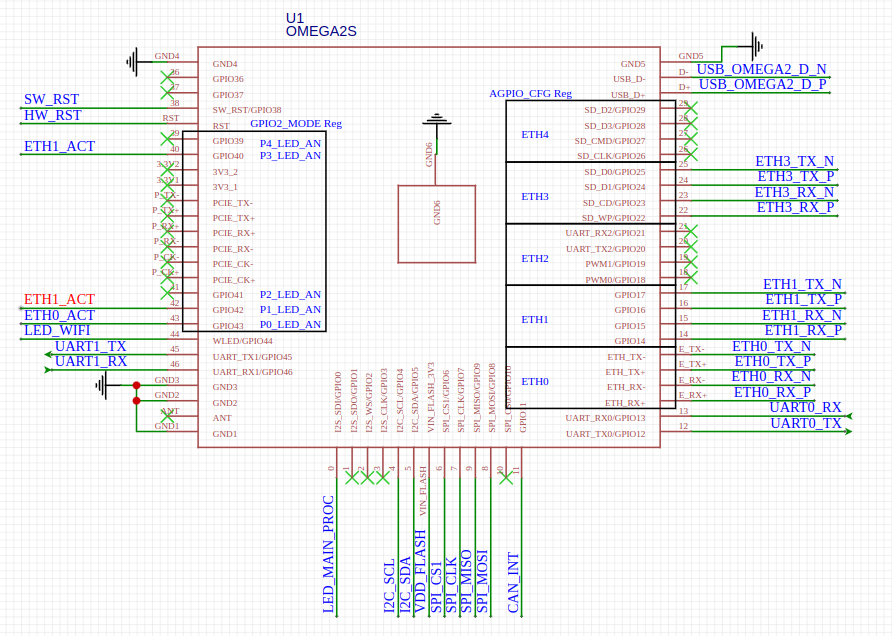 U1
OMEGA2S
GND4
36
37
SW_RST
38
HW_RST
RST
39
ETH1_ACT
40
3.3V2
3.3V1
P_TX-
P_TX+
P_RX+
P_RX-
P_CK-
P_CK+
41
ETH1_ACT
42
ETH0_ACT
43
LED_WIFI
44
UART1_TX
45
UART1_RX
46
GND3
GND2
ANT
GND1
GND4
GPIO36
GPIO37
SW_RST/GPIO38
RST
GPIO39
GPIO40
3V3_2
3V3_1
PCIE_TX-
PCIE_TX+
PCIE_RX+
PCIE_RX-
PCIE_CK-
PCIE_CK+
GPIO41
GPIO42
GPIO43
WLED/GPIO44
UART_TX1/GPIO45
UART_RX1/GPIO46
GND3
GND2
ANT
GND1
GPIO2_MODE Reg
P4_LED_AN
P3_LED_AN
P2_LED_AN
P1_LED_AN
P0_LED_AN
GND6
GND6
AGPIO_CFG Reg
ETH4
ETH3
ETH2
ETH1
ETH0
GND5
USB_D-
USB_D+
SD_D2/GPIO29
SD_D3/GPIO28
SD_CMD/GPIO27
SD_CLK/GPIO26
SD_D0/GPIO25
SD_D1/GPIO24
SD_CD/GPIO23
SD_WP/GPIO22
UART_RX2/GPIO21
UART_TX2/GPIO20
PWM1/GPIO19
PWM0/GPIO18
GPIO17
GPIO16
GPIO15
GPIO14
ETH_TX-
ETH_TX+
ETH_RX-
ETH_RX+
UART_RX0/GPIO13
UART_TX0/GPIO12
GND5
D-
USB_OMEGA2_D_N
D+
USB_OMEGA2_D_P
29
28
27
26
25
ETH3_TX_N
24
ETH3_TX_P
23
ETH3_RX_N
22
ETH3_RX_P
21
20
19
18
17
ETH1_TX_N
16
ETH1_TX_P
15
ETH1_RX_N
14
ETH1_RX_P
E_TX-
ETH0_TX_N
E_TX+
ETH0_TX_P
E_RX-
ETH0_RX_N
E_RX+
ETH0_RX_P
13
UART0_RX
12
UART0_TX
I2S_SDI/GPIO0
I2S_SDO/GPIO1
I2S_WS/GPIO2
I2S_CLK/GPIO3
I2C_SCL/GPIO4
I2C_SDA/GPIO5
VIN_FLASH_3V3
SPI_CS1/GPIO6
SPI_CLK/GPIO7
SPI_MISO/GPIO9
SPI_MOSI/GPIO8
SPI_CS0/GPIO10
GPIO11
0
1
2
3
4
5
VIN_FLASH
6
7
9
8
10
11
LED_MAIN_PROC
I2C_SCL
I2C_SDA
VDD_FLASH
SPI_CS1
SPI_CLK
SPI_MISO
SPI_MOSI
CAN_INT